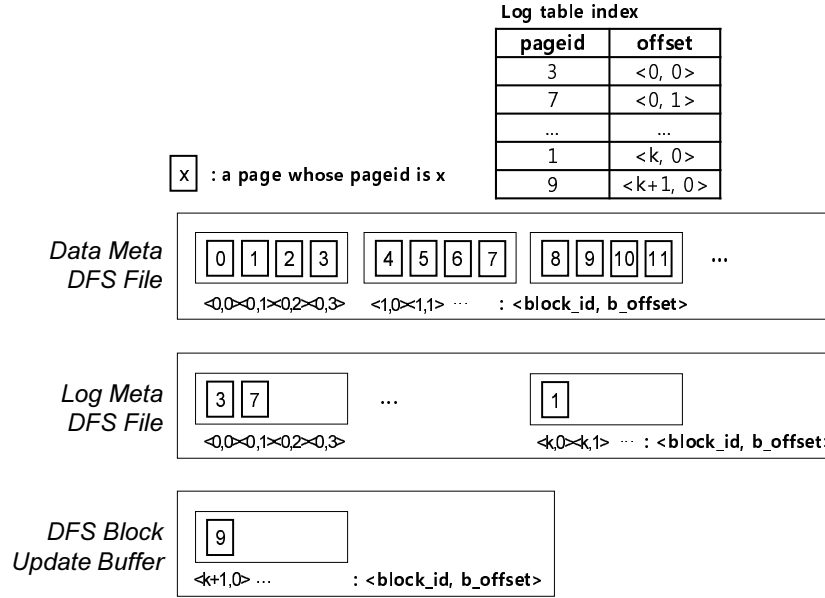 Log table index
pageid offset
3 <0, 0>
7 <0, 1>
... ...
1 <k, 0>
9 <k+1, 0>
x : a page whose pageid is x
Data Meta
DFS File
0 1 2 3 4 5 6 7 8 9 10 11 ...
<0,0><0,1><0,2><0,3> <1,0><1,1> ... : <block_id, b_offset>
Log Meta
DFS File
3 7 ... 1
<0,0><0,1><0,2><0,3> <k,0><k,1> ... : <block_id, b_offset>
DFS Block
Update Buffer
9
<k+1,0> ... : <block_id, b_offset>